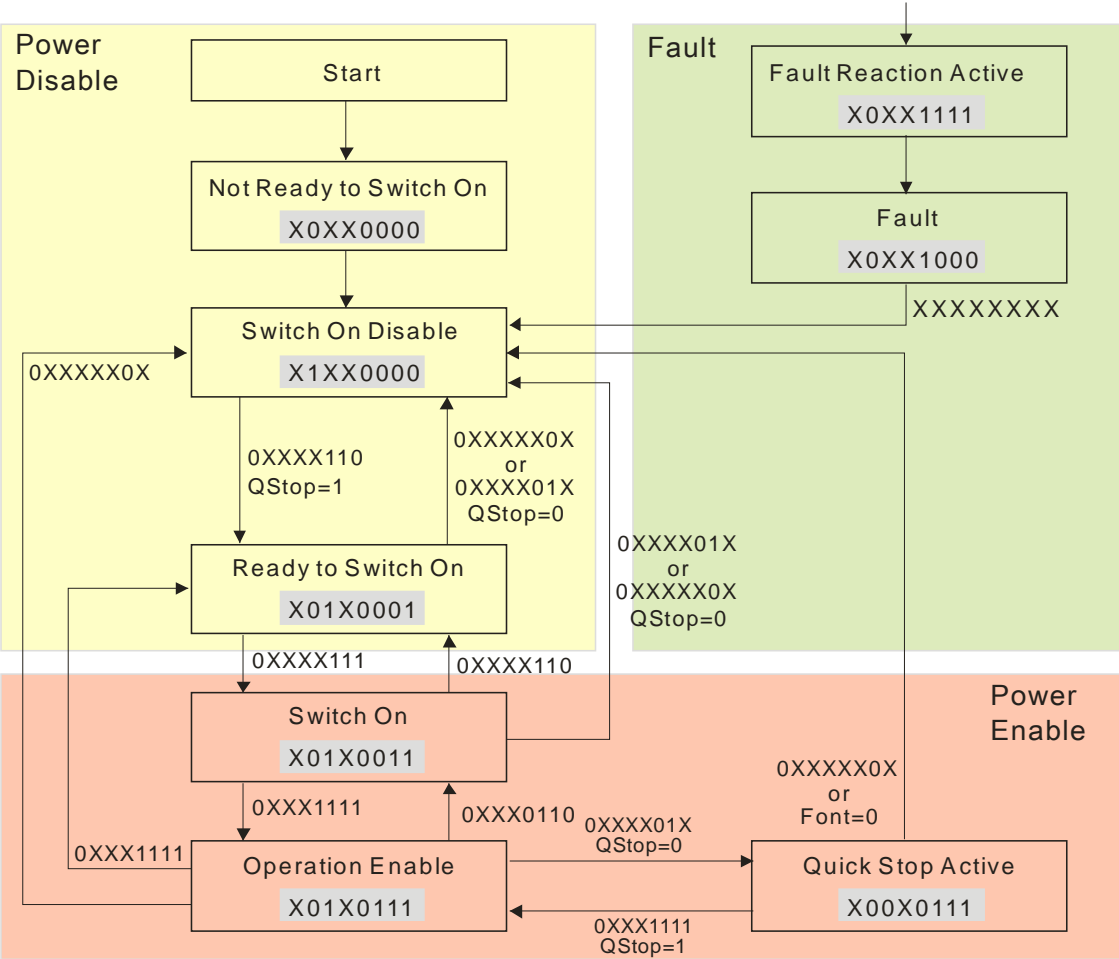 Power
Disable
Start
Not Ready to Switch On
X0XX0000
Switch On Disable
X1XX0000
0XXXXX0X
0XXXX110
QStop=1
0XXXXX0X
or
0XXXX01X
QStop=0
Ready to Switch On
X01X0001
0XXXX111
0XXXX110
Fault
Fault Reaction Active
X0XX1111
Fault
X0XX1000
XXXXXXXX
0XXXX01X
or
0XXXXX0X
QStop=0
Power
Enable
Switch On
X01X0011
0XXX1111
0XXX0110
0XXX1111
Operation Enable
X01X0111
0XXXX01X
QStop=0
0XXX1111
QStop=1
0XXXXX0X
or
Font=0
Quick Stop Active
X00X0111